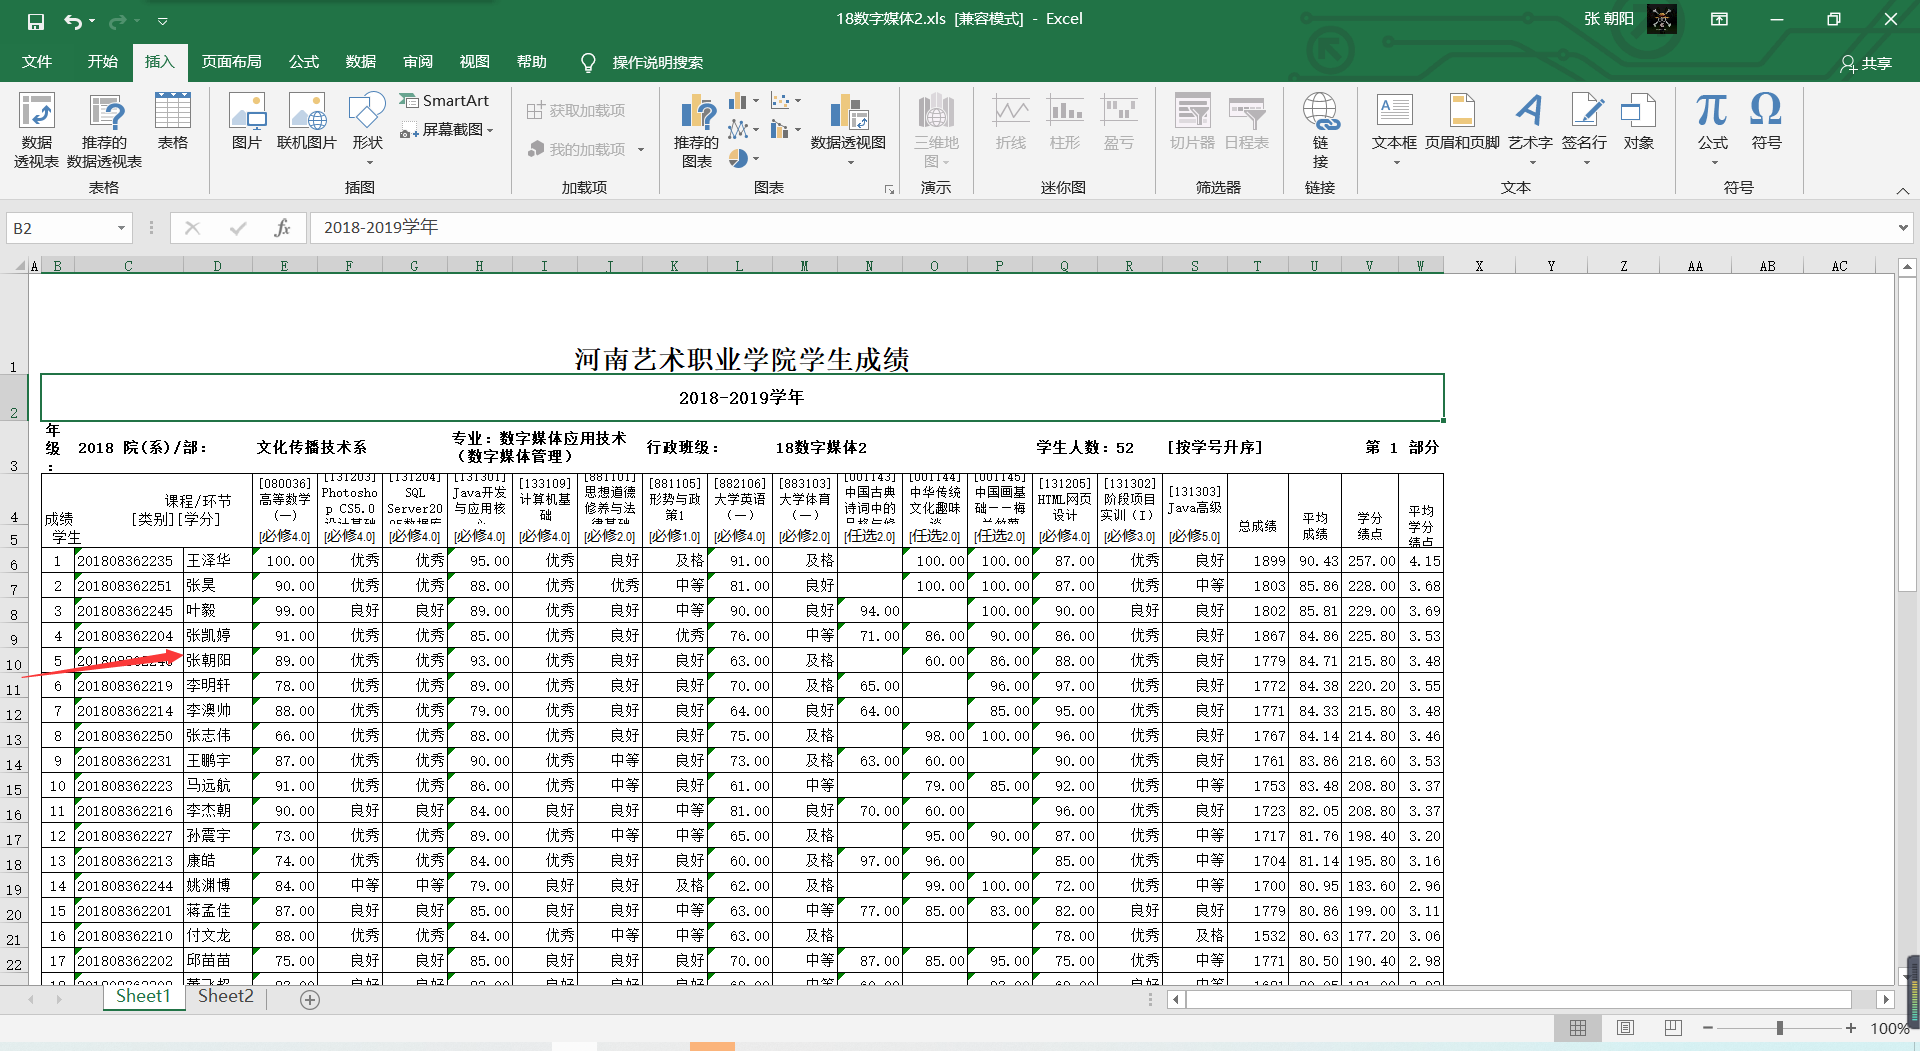 18数字媒体2.xls [兼容模式] - Excel
张 朝阳
文件 开始 插入 页面布局 公式 数据 审阅 视图 帮助 操作说明搜索 共享
数据透视表 推荐的数据透视表 表格 图片 联机图片 形状 SmartArt 屏幕截图 获取加载项 我的加载项 推荐的图表 数据透视图 三维地图 折线 柱形 盈亏 切片器 日程表 链接 文本框 页眉和页脚 艺术字 签名行 对象 公式 符号
表格 插图 加载项 图表 演示 迷你图 筛选器 链接 文本 符号
B2 fx 2018-2019学年
A B C D E F G H I J K L M N O P Q R S T U V W X Y Z AA AB AC
1 河南艺术职业学院学生成绩
2 2018-2019学年
3 年级: 2018 院(系)/部: 文化传播技术系 专业:数字媒体应用技术(数字媒体管理) 行政班级: 18数字媒体2 学生人数:52 [按学号升序] 第 1 部分
4 课程/环节 [类别][学分] 成绩 [080036]高等数学(一) [131203]Photoshop CS5.0设计基础 [131204]SQL Server2005数据库 [131301]Java开发与应用核心 [133109]计算机基础 [881101]思想道德修养与法律基础 [881105]形势与政策1 [882106]大学英语(一) [883103]大学体育(一) [001143]中国古典诗词中的品格与修 [001144]中华传统文化趣味谈 [001145]中国画基础——梅兰竹菊 [131205]HTML网页设计 [131302]阶段项目实训(I) [131303]Java高级 总成绩 平均成绩 学分绩点 平均学分绩点
5 学生 [必修4.0] [必修4.0] [必修4.0] [必修4.0] [必修4.0] [必修2.0] [必修1.0] [必修4.0] [必修2.0] [任选2.0] [任选2.0] [任选2.0] [必修4.0] [必修3.0] [必修5.0]
6 1 201808362235 王泽华 100.00 优秀 优秀 95.00 优秀 良好 及格 91.00 及格 100.00 100.00 87.00 优秀 良好 1899 90.43 257.00 4.15
7 2 201808362251 张昊 90.00 优秀 优秀 88.00 优秀 优秀 中等 81.00 良好 100.00 100.00 87.00 优秀 中等 1803 85.86 228.00 3.68
8 3 201808362245 叶毅 99.00 良好 良好 89.00 优秀 良好 中等 90.00 良好 94.00 100.00 90.00 良好 良好 1802 85.81 229.00 3.69
9 4 201808362204 张凯婷 91.00 优秀 优秀 85.00 优秀 良好 优秀 76.00 中等 71.00 86.00 90.00 86.00 优秀 良好 1867 84.86 225.80 3.53
10 5 张朝阳 89.00 优秀 优秀 93.00 优秀 良好 良好 63.00 及格 60.00 86.00 88.00 优秀 良好 1779 84.71 215.80 3.48
11 6 201808362219 李明轩 78.00 优秀 优秀 89.00 优秀 良好 良好 70.00 及格 65.00 96.00 97.00 优秀 良好 1772 84.38 220.20 3.55
12 7 201808362214 李澳帅 88.00 优秀 优秀 79.00 优秀 良好 良好 64.00 良好 64.00 85.00 95.00 优秀 良好 1771 84.33 215.80 3.48
13 8 201808362250 张志伟 66.00 优秀 优秀 88.00 优秀 良好 良好 75.00 及格 98.00 100.00 96.00 优秀 良好 1767 84.14 214.80 3.46
14 9 201808362231 王鹏宇 87.00 优秀 优秀 90.00 优秀 中等 良好 73.00 及格 63.00 60.00 90.00 优秀 良好 1761 83.86 218.60 3.53
15 10 201808362223 马远航 91.00 优秀 优秀 86.00 优秀 中等 良好 61.00 中等 79.00 85.00 92.00 优秀 中等 1753 83.48 208.80 3.37
16 11 201808362216 李杰朝 90.00 良好 良好 84.00 良好 良好 中等 81.00 良好 70.00 60.00 96.00 优秀 良好 1723 82.05 208.80 3.37
17 12 201808362227 孙震宇 73.00 优秀 优秀 89.00 优秀 中等 中等 65.00 及格 95.00 90.00 87.00 优秀 中等 1717 81.76 198.40 3.20
18 13 201808362213 康皓 74.00 优秀 优秀 84.00 优秀 良好 良好 60.00 及格 97.00 96.00 85.00 优秀 中等 1704 81.14 195.80 3.16
19 14 201808362244 姚渊博 84.00 中等 中等 79.00 良好 良好 及格 62.00 及格 99.00 100.00 72.00 优秀 中等 1700 80.95 183.60 2.96
20 15 201808362201 蒋孟佳 87.00 良好 良好 85.00 良好 良好 中等 63.00 中等 77.00 85.00 83.00 82.00 良好 良好 1779 80.86 199.00 3.11
21 16 201808362210 付文龙 88.00 优秀 优秀 84.00 优秀 中等 中等 63.00 及格 78.00 优秀 及格 1532 80.63 177.20 3.06
22 17 201808362202 邱苗苗 75.00 良好 良好 85.00 良好 良好 良好 70.00 中等 87.00 85.00 95.00 75.00 优秀 中等 1771 80.50 190.40 2.98
Sheet1 Sheet2
100%